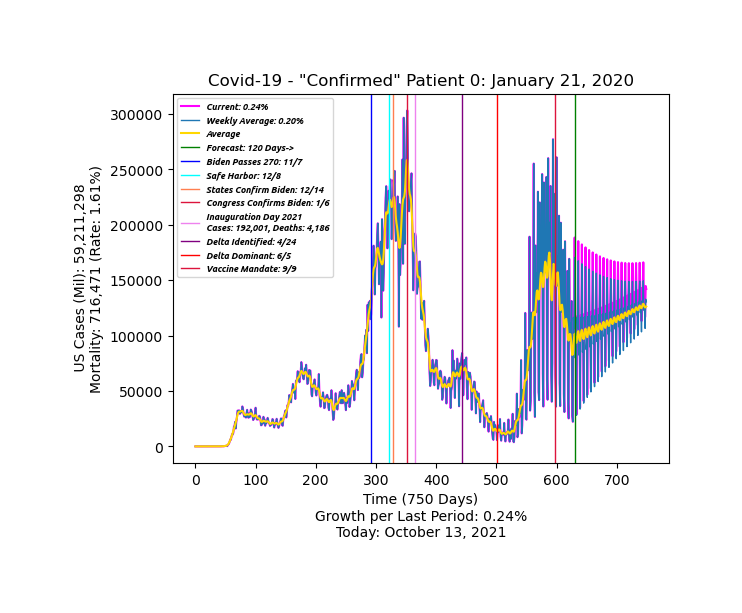 Covid-19 - "Confirmed" Patient 0: January 21, 2020
Current: 0.24%
Weekly Average: 0.20%
Average
Forecast: 120 Days->
Biden Passes 270: 11/7
Safe Harbor: 12/8
States Confirm Biden: 12/14
Congress Confirms Biden: 1/6
Inauguration Day 2021
Cases: 192,001, Deaths: 4,186
Delta Identified: 4/24
Delta Dominant: 6/5
Vaccine Mandate: 9/9
300000
250000
200000
150000
100000
50000
0
US Cases (Mil): 59,211,298
Mortality: 716,471 (Rate: 1.61%)
0 100 200 300 400 500 600 700
Time (750 Days)
Growth per Last Period: 0.24%
Today: October 13, 2021